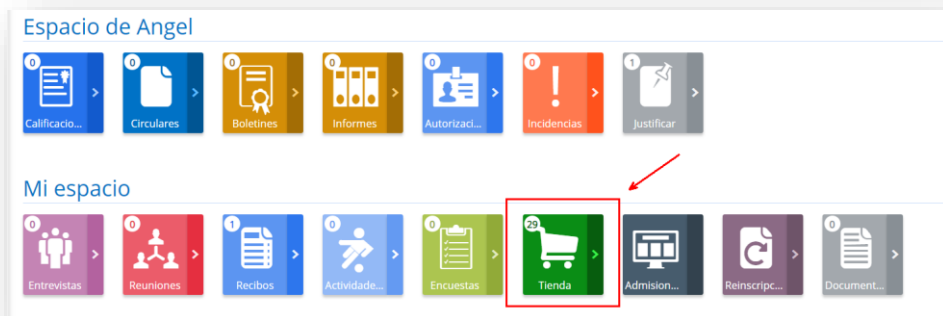 Espacio de Angel
0 0 0 0 0 0 1
Calificacio... Circulares Boletines Informes Autorizaci... Incidencias Justificar
Mi espacio
0 0 1 0 0 29 0
Entrevistas Reuniones Recibos Actividade... Encuestas Tienda Admision... Reinscripc... Document...